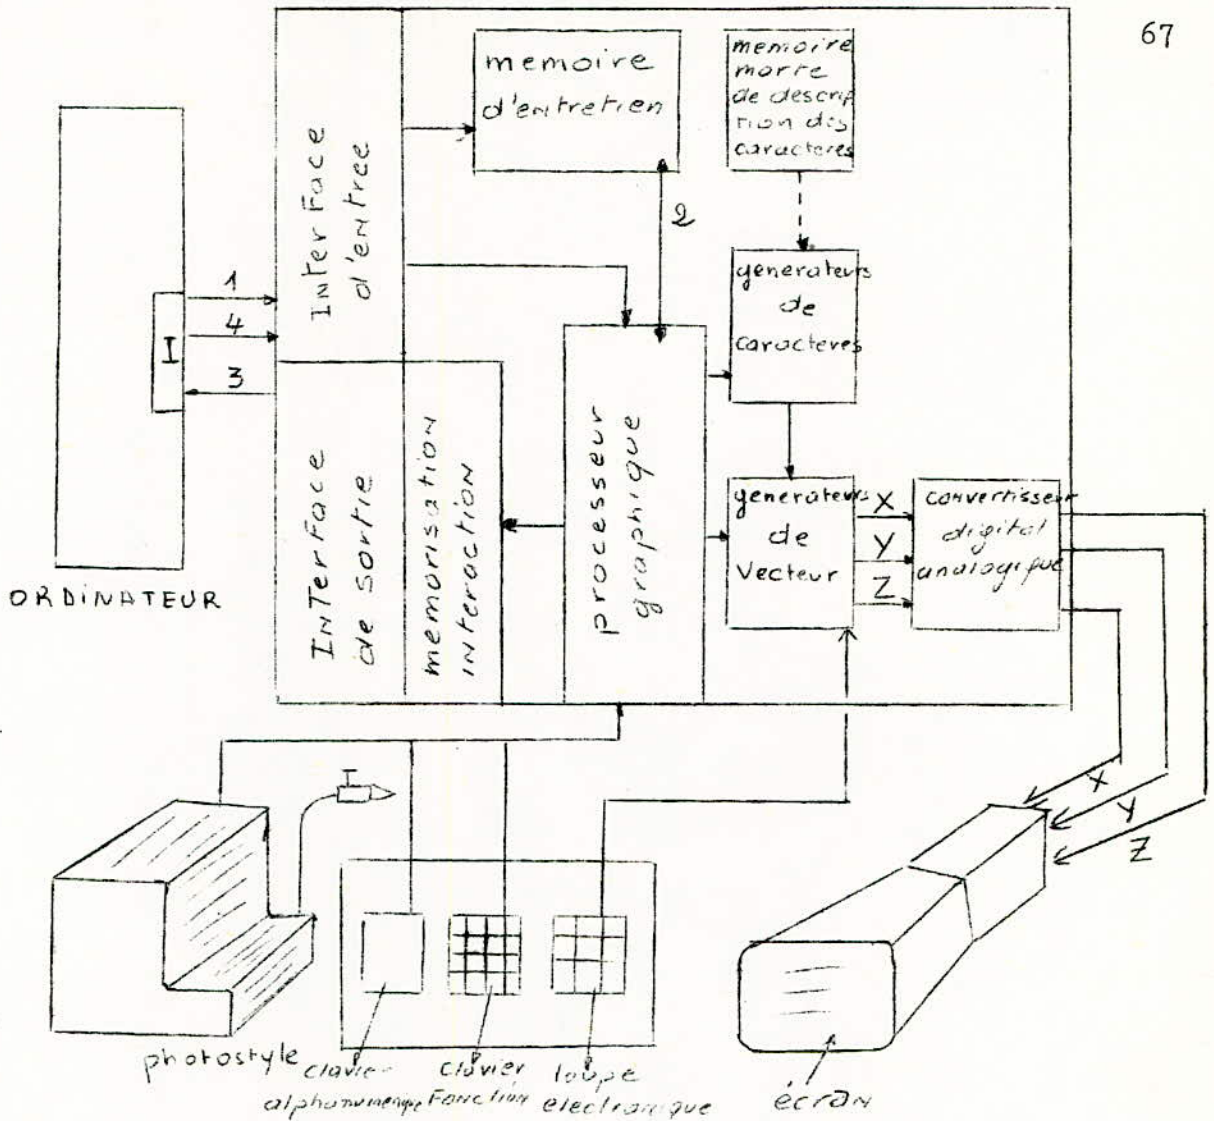 67
memoire
d'entretien
memoire
morte
de descrip
tion des
caracteres
InterFace
d'entree
2
generateurs
de
caracteres
1
4
I
3
ORDINATEUR
InTerFace
de sortie
memorisation
interaction
processeur
graphique
generateurs
de
Vecteur
X
Y
Z
convertisseur
digital
analogique
X
Y
Z
photostyle
clavier
alphanumerique
clavier
Fonction
loupe
electronique
écran